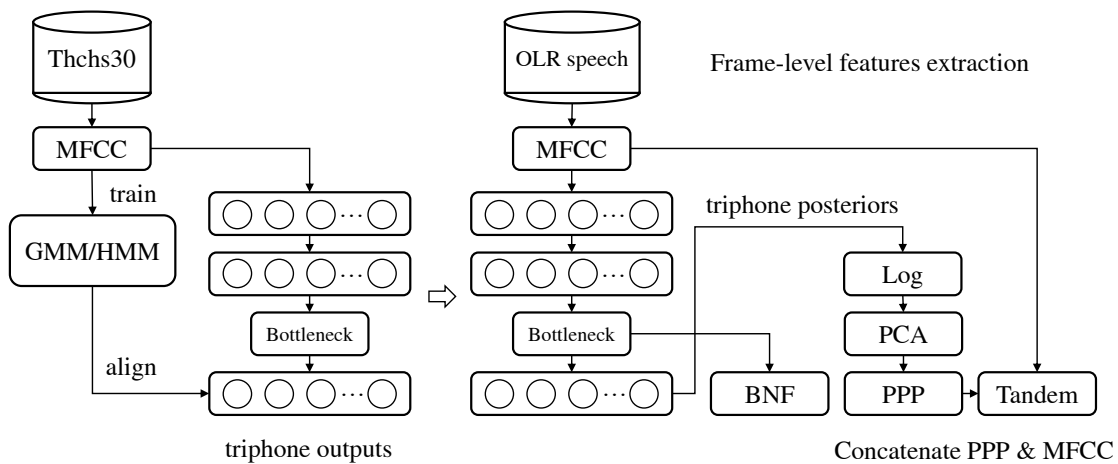 Thchs30
MFCC
train
GMM/HMM
align
...
...
Bottleneck
...
triphone outputs
OLR speech
Frame-level features extraction
MFCC
...
...
Bottleneck
...
triphone posteriors
Log
PCA
BNF
PPP
Tandem
Concatenate PPP & MFCC